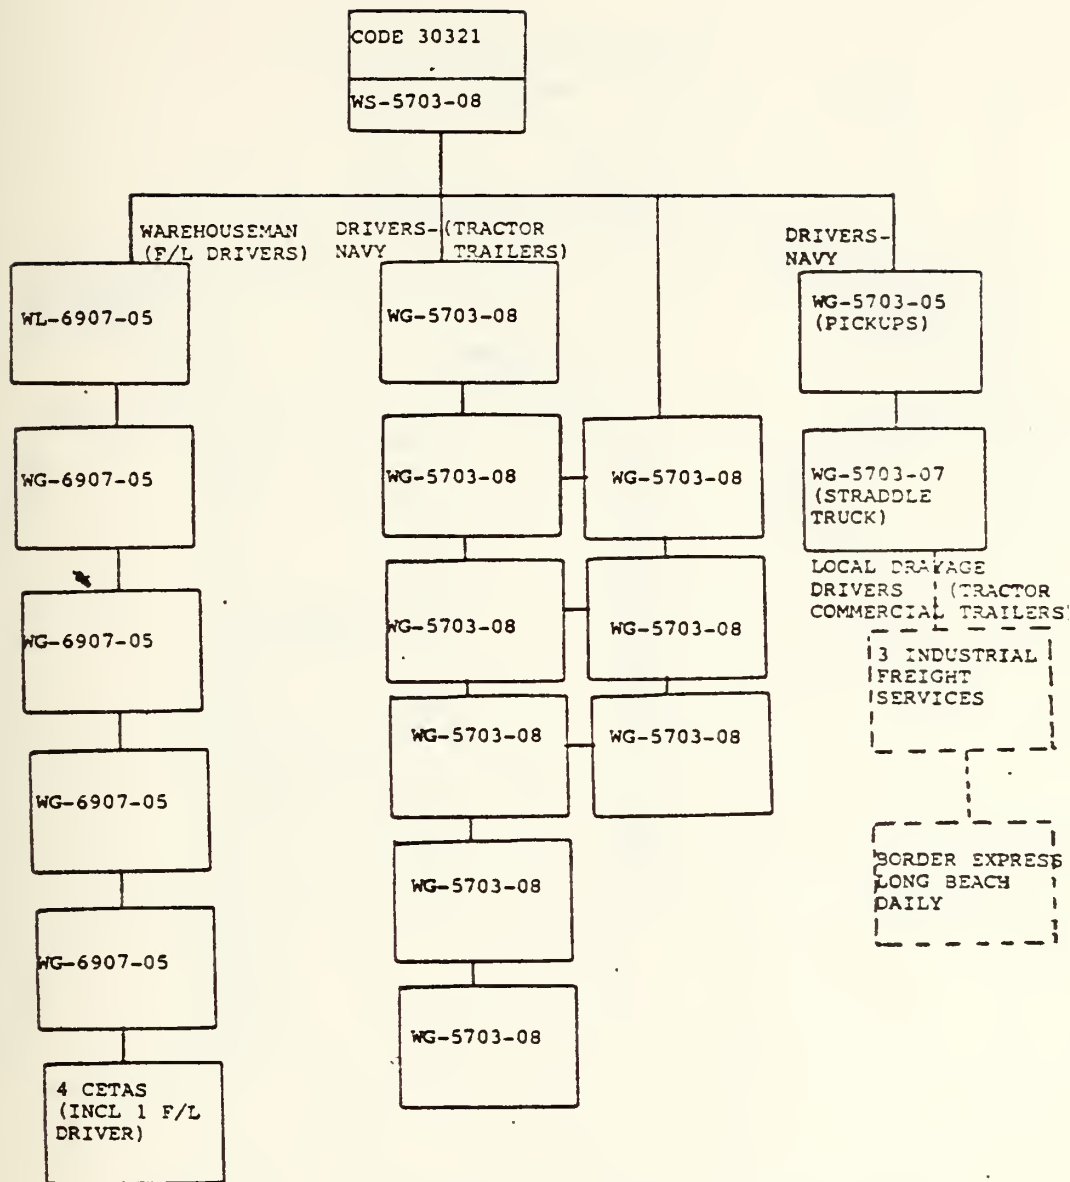 CODE 30321
WS-5703-08
WAREHOUSEMAN
(F/L DRIVERS)
DRIVERS-(TRACTOR
NAVY TRAILERS)
DRIVERS-
NAVY
WL-6907-05
WG-6907-05
WG-6907-05
WG-6907-05
WG-6907-05
4 CETAS
(INCL 1 F/L
DRIVER)
WG-5703-08
WG-5703-08
WG-5703-08
WG-5703-08
WG-5703-08
WG-5703-08
WG-5703-08
WG-5703-08
WG-5703-08
WG-5703-05
(PICKUPS)
WG-5703-07
(STRADDLE
TRUCK)
LOCAL DRAYAGE
DRIVERS (TRACTOR
COMMERCIAL TRAILERS)
3 INDUSTRIAL
FREIGHT
SERVICES
BORDER EXPRESS
LONG BEACH
DAILY